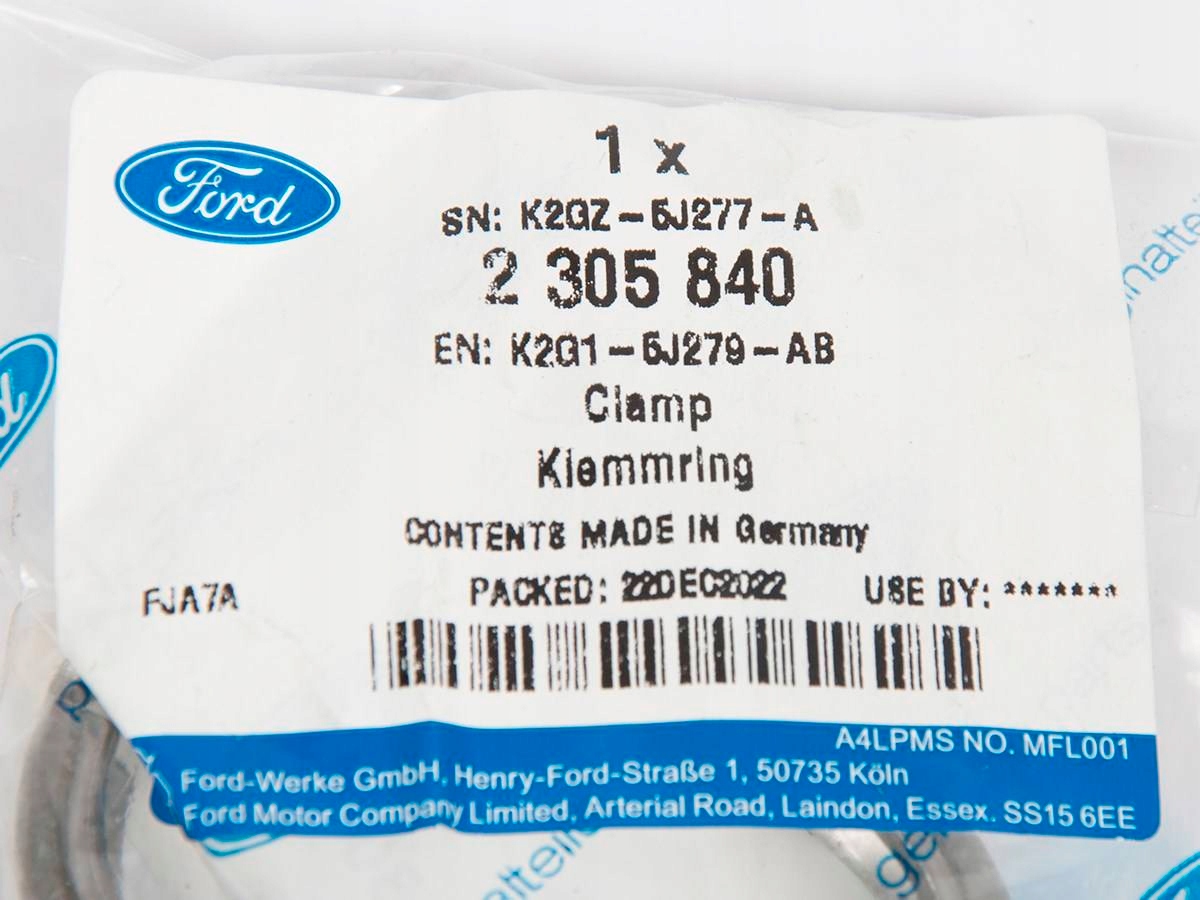 Ford
1 x
SN: K2GZ-5J277-A
2 305 840
EN: K2G1-5J279-AB
Clamp
Klemmring
CONTENTS MADE IN Germany
FJA7A PACKED: 22DEC2022 USE BY: *******
A4LPMS NO. MFL001
Ford-Werke GmbH, Henry-Ford-Straße 1, 50735 Köln
Ford Motor Company Limited, Arterial Road, Laindon, Essex. SS15 6EE